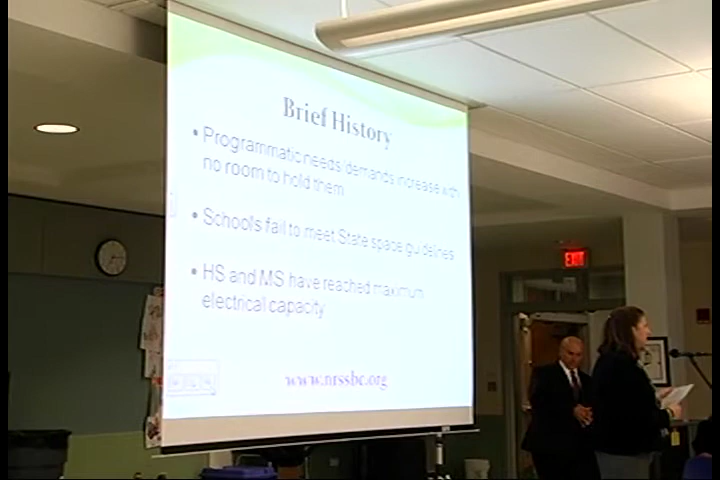 Brief History
• Programmatic needs/demands increase with
no room to hold them
• Schools fail to meet State space guidelines
• HS and MS have reached maximum
electrical capacity
www.nrssbc.org
EXIT